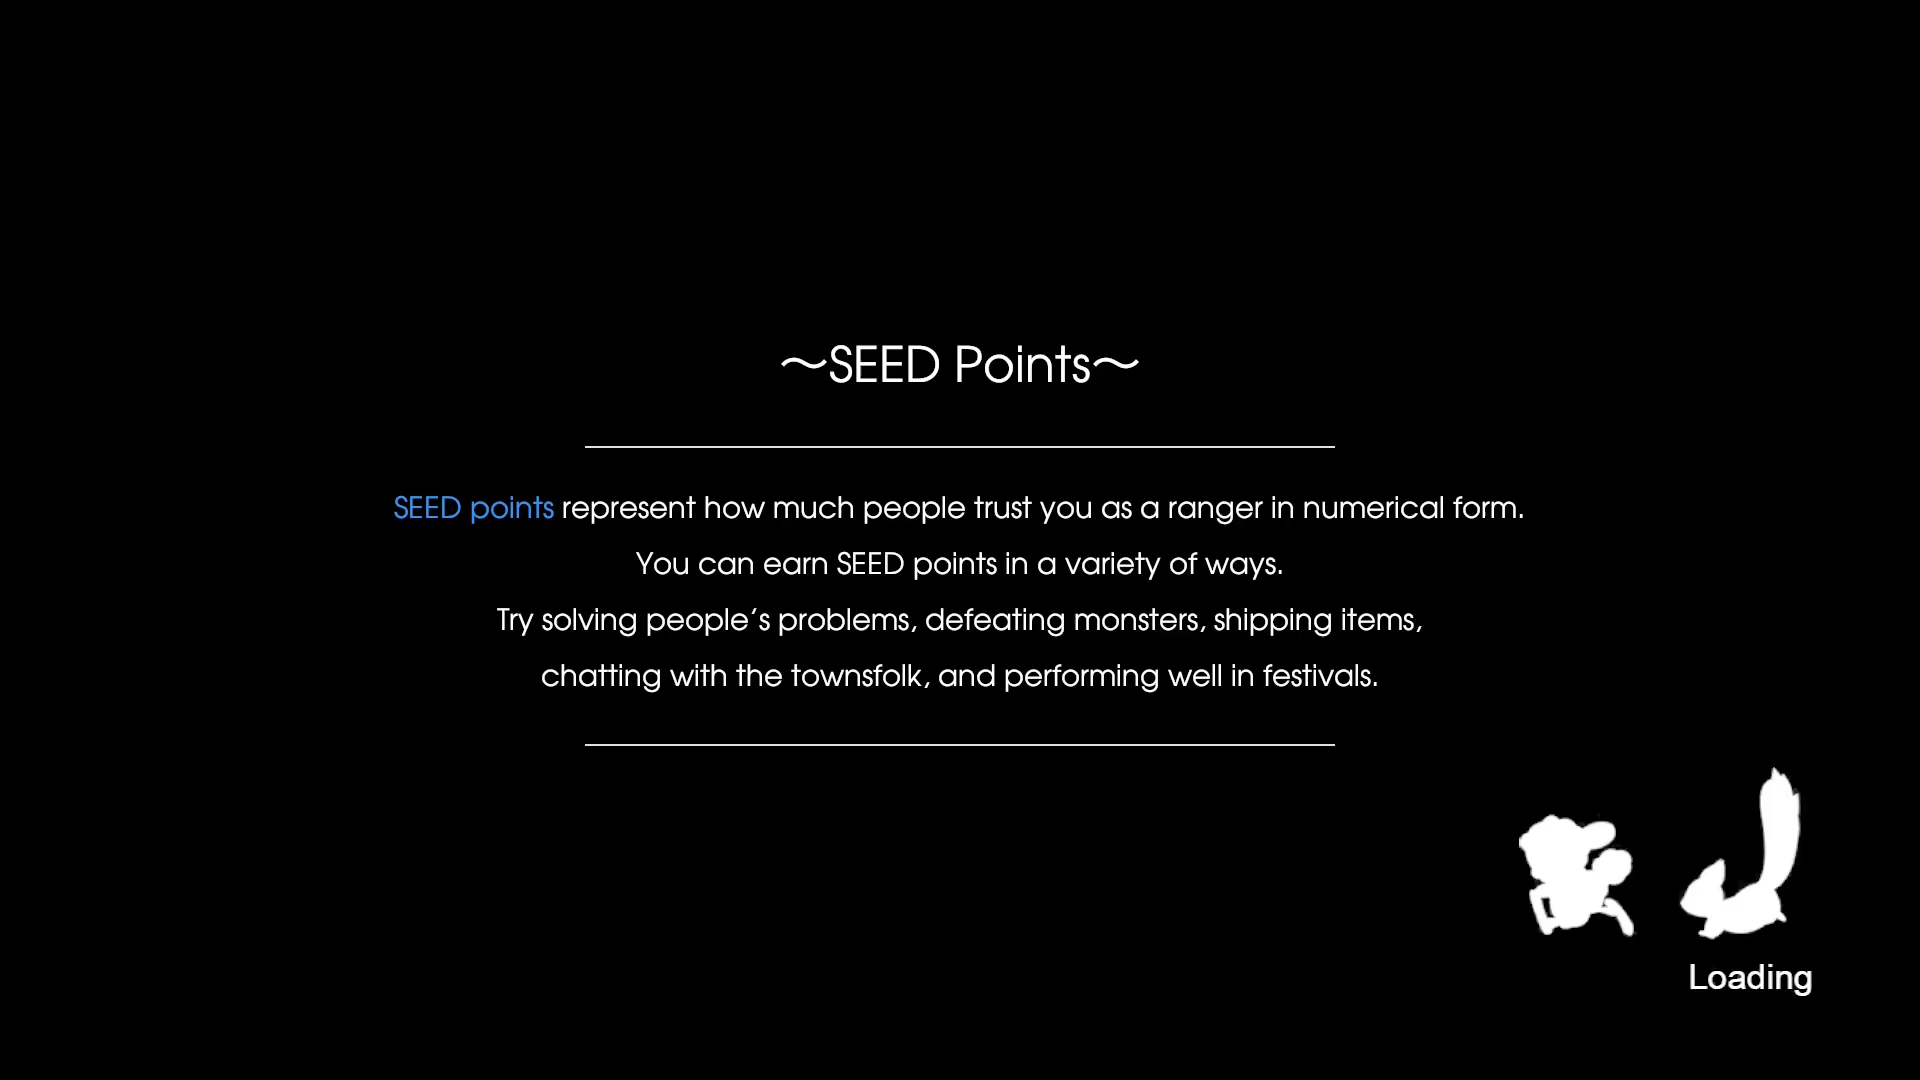 ～SEED Points～
SEED points represent how much people trust you as a ranger in numerical form.
You can earn SEED points in a variety of ways.
Try solving people’s problems, defeating monsters, shipping items,
chatting with the townsfolk, and performing well in festivals.
Loading